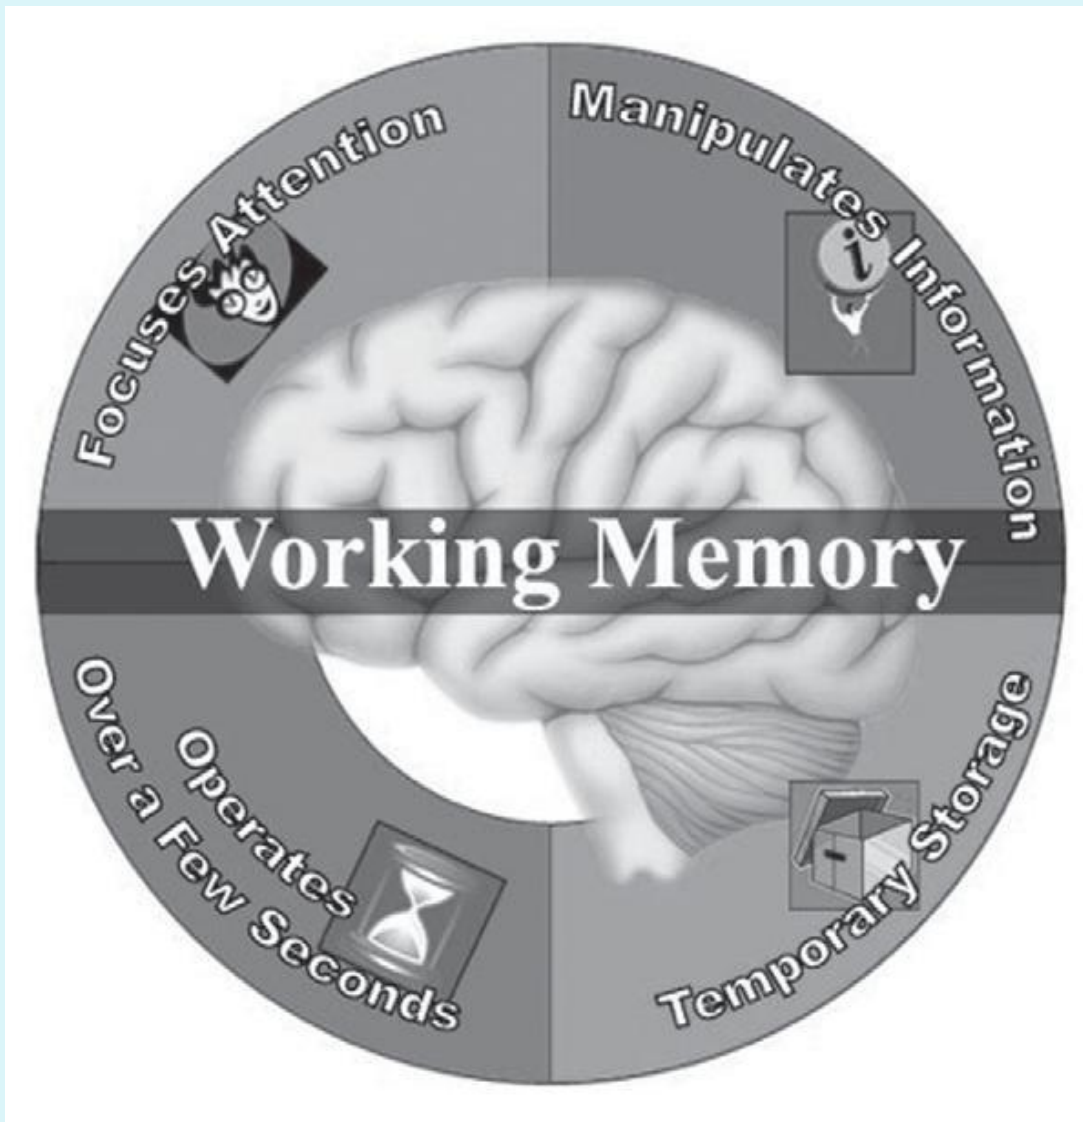 Focuses Attention
Manipulates Information
i
Working Memory
Operates
Over a Few Seconds
Temporary Storage